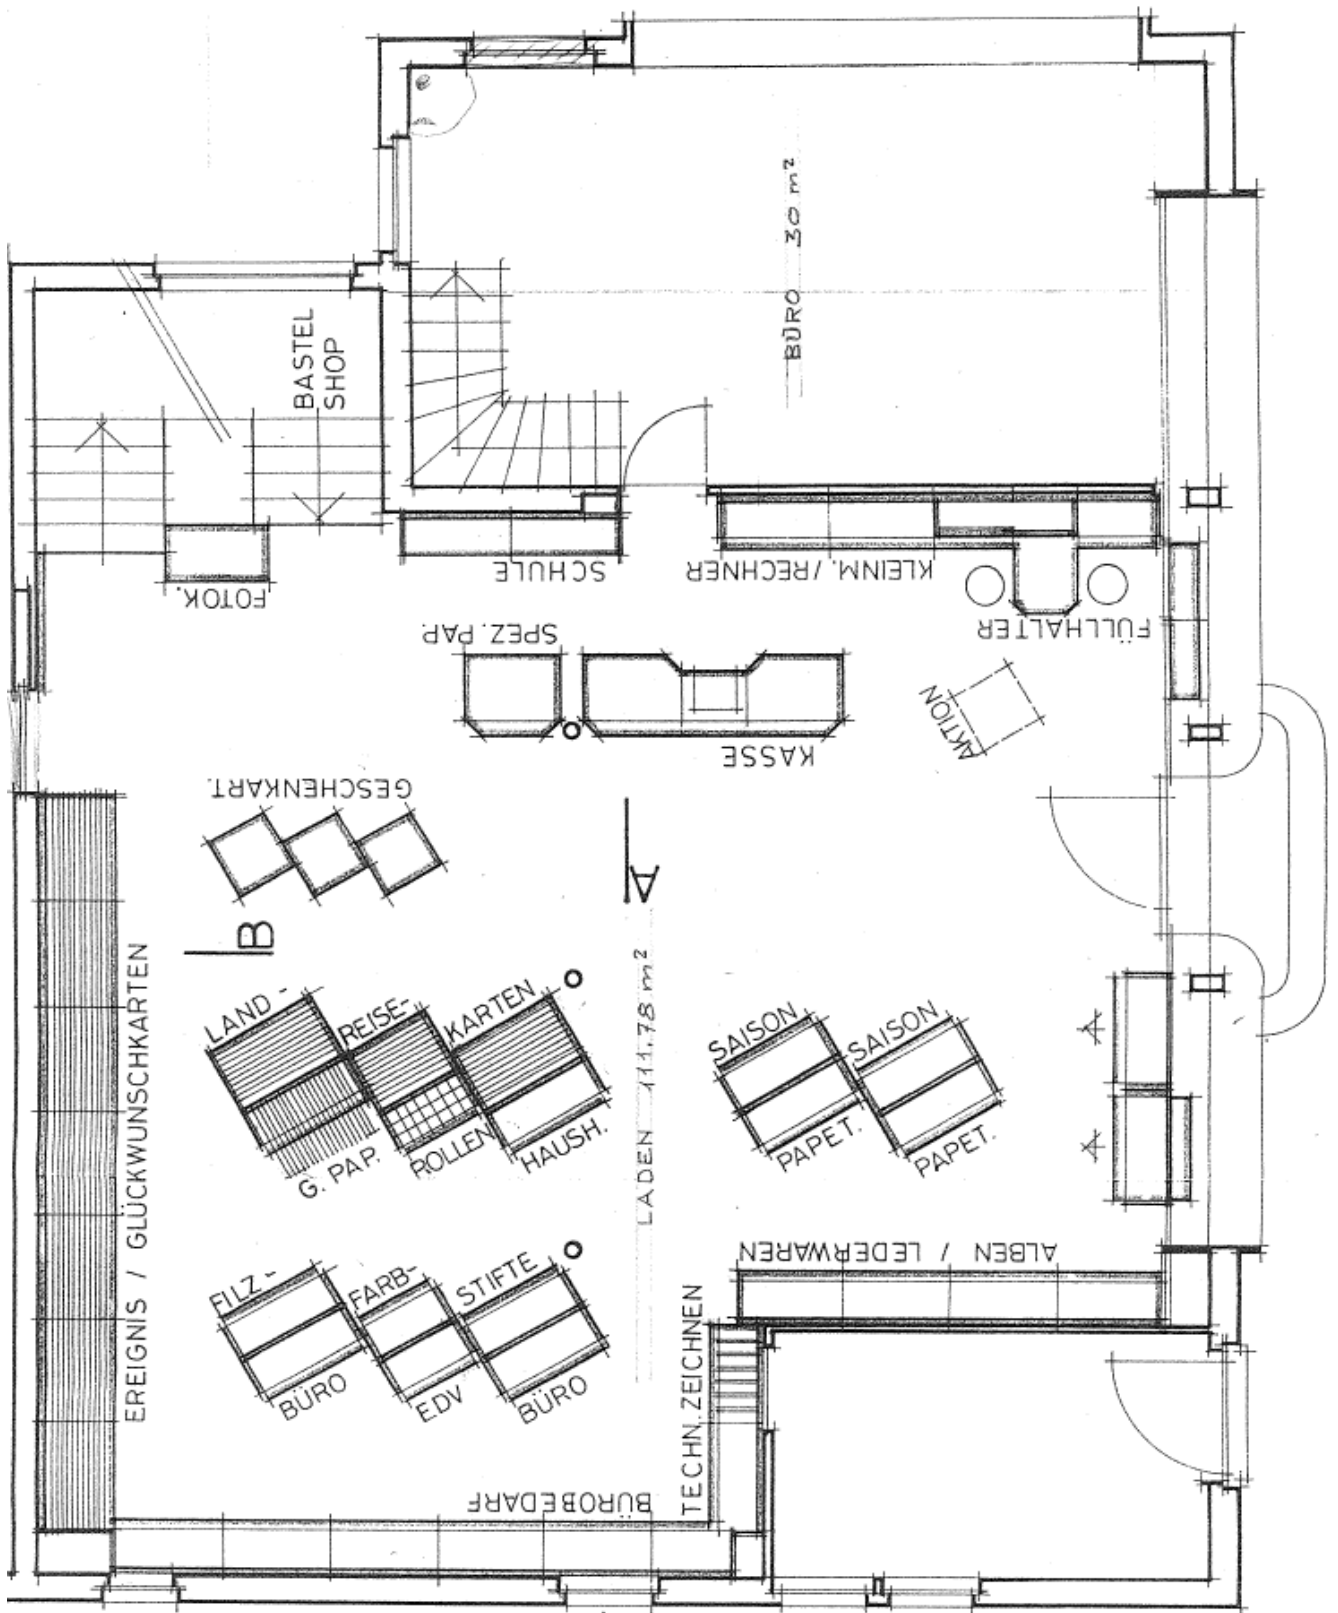 BÜRO 30 m²
BASTEL
SHOP
FOTOK.
SCHULE
KLEINM./RECHNER
FÜLLHALTER
SPEZ. PAP.
KASSE
AKTION
GESCHENKART.
B
A
EREIGNIS / GLÜCKWUNSCHKARTEN
LAND-
REISE-
KARTEN
G. PAP.
ROLLEN
HAUSH.
LADEN 111,78 m²
SAISON
SAISON
PAPET.
PAPET.
ALBEN / LEDERWAREN
FILZ-
FARB-
STIFTE
BÜRO
EDV
BÜRO
TECHN. ZEICHNEN
BÜROBEDARF